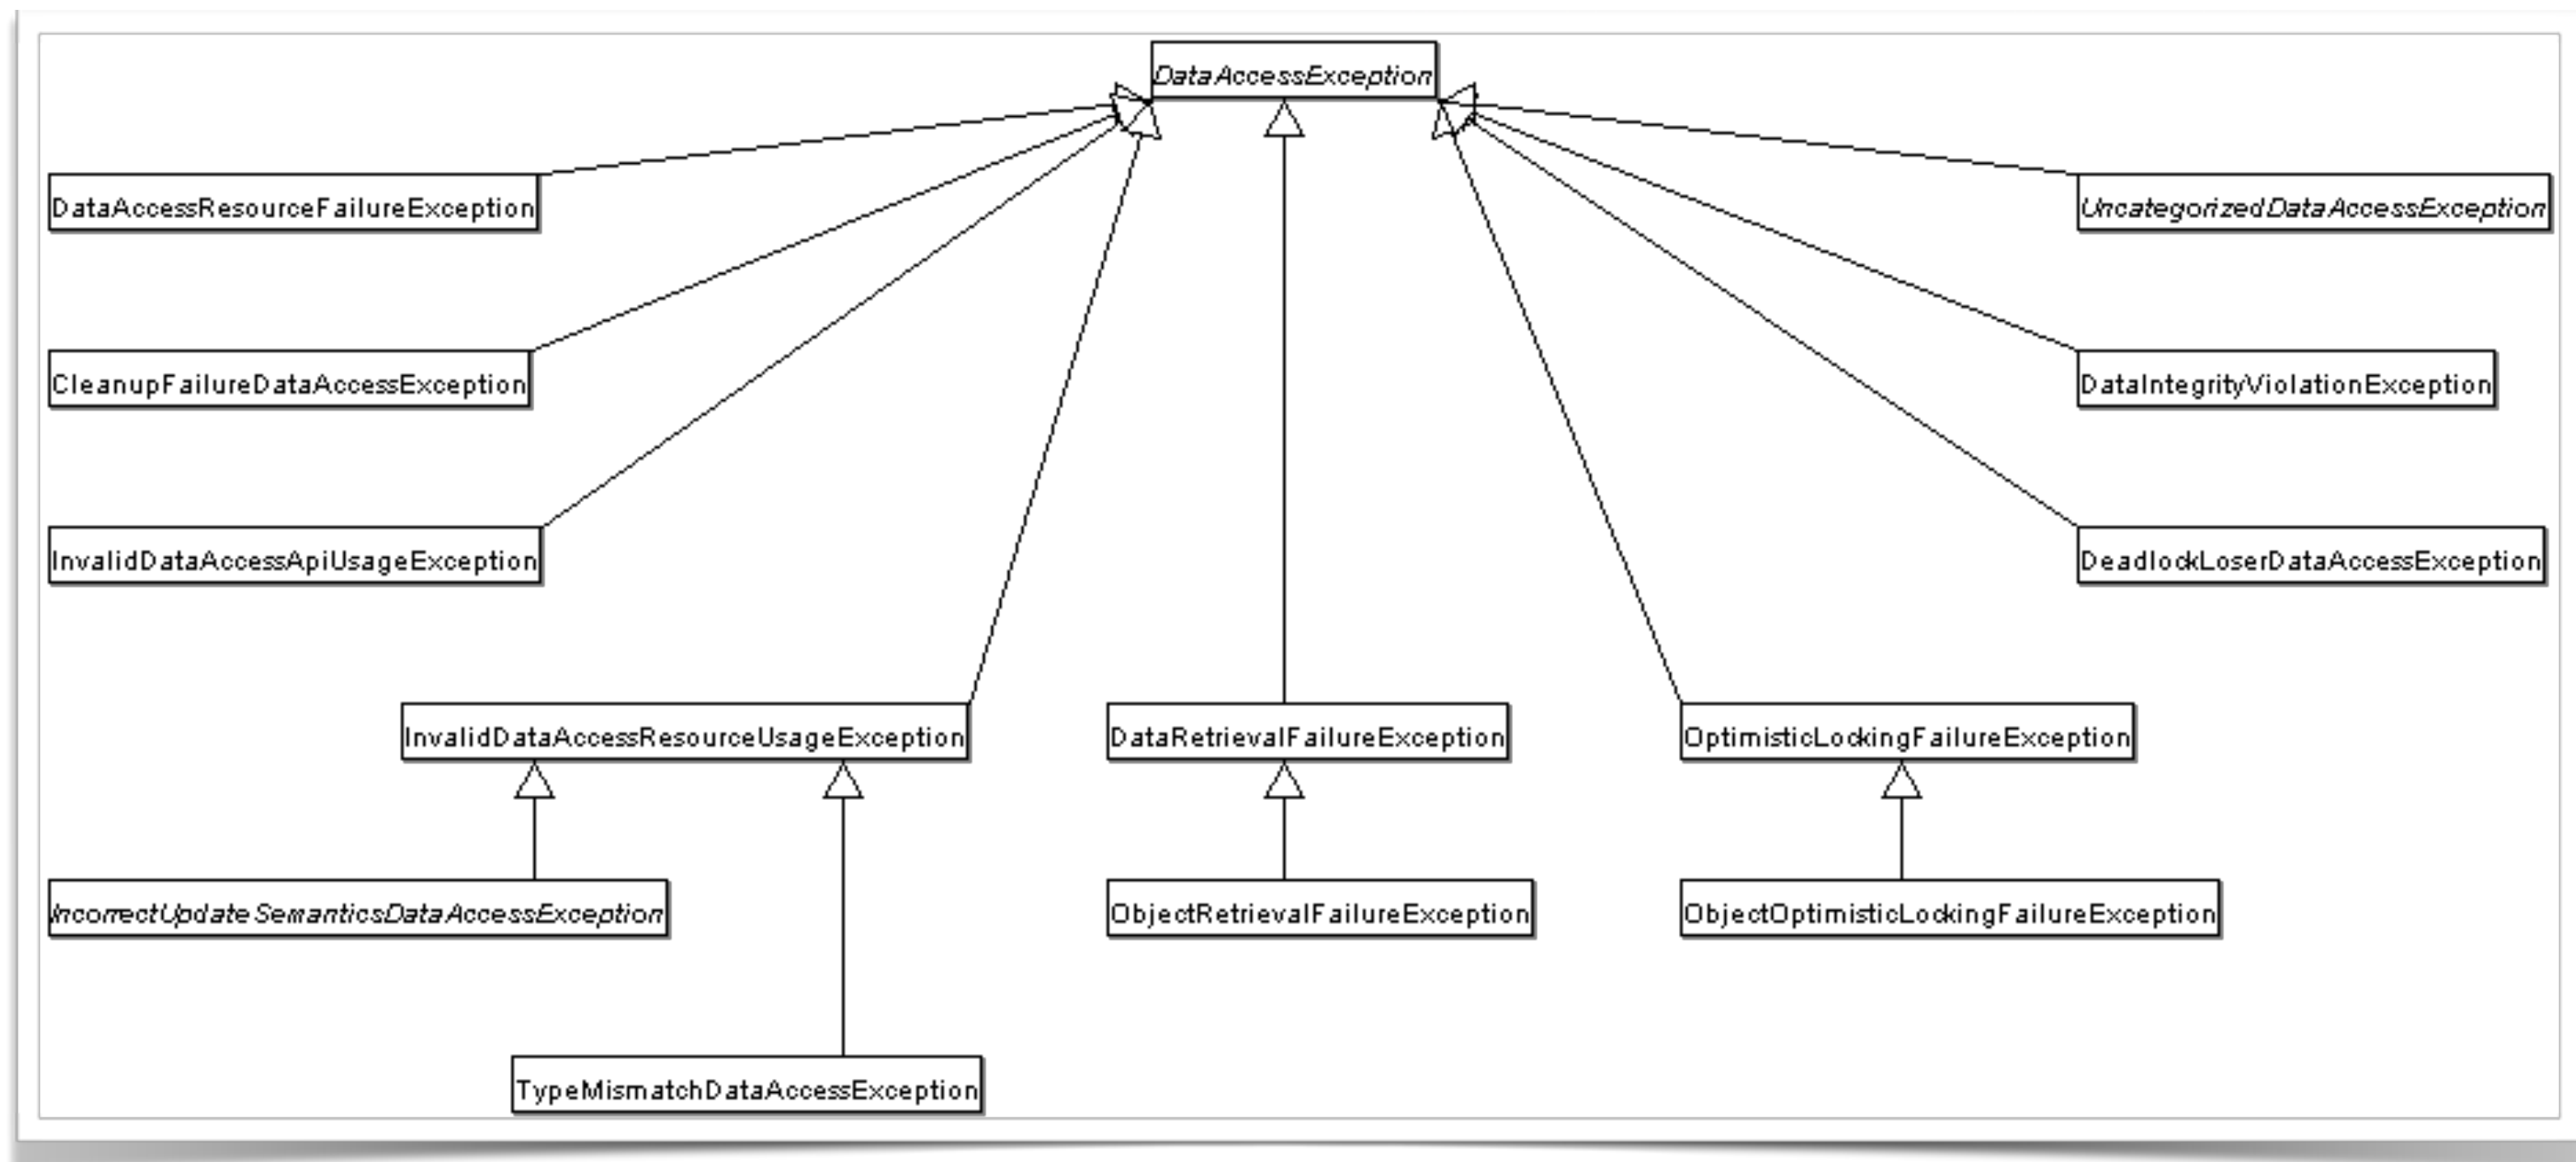 DataAccessException
DataAccessResourceFailureException
UncategorizedDataAccessException
CleanupFailureDataAccessException
DataIntegrityViolationException
InvalidDataAccessApiUsageException
DeadlockLoserDataAccessException
InvalidDataAccessResourceUsageException
DataRetrievalFailureException
OptimisticLockingFailureException
IncorrectUpdateSemanticsDataAccessException
ObjectRetrievalFailureException
ObjectOptimisticLockingFailureException
TypeMismatchDataAccessException